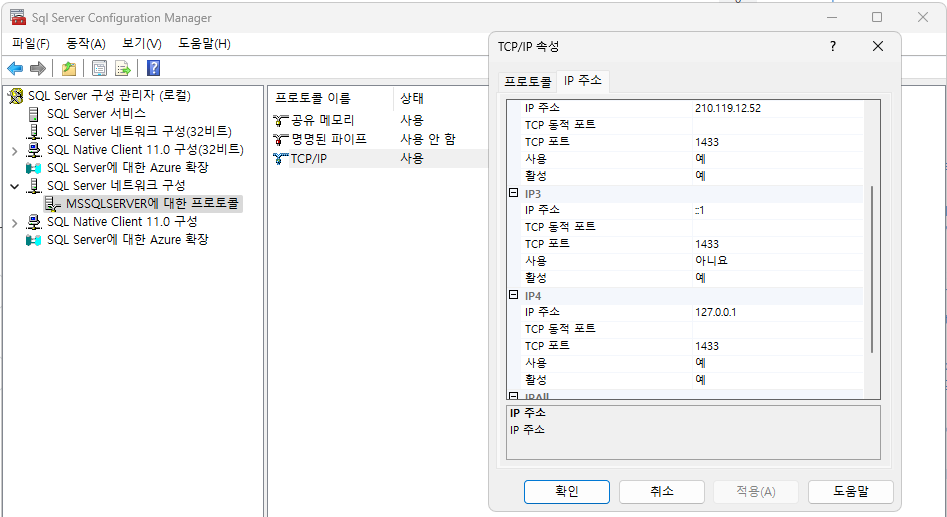 Sql Server Configuration Manager
파일(F) 동작(A) 보기(V) 도움말(H)
SQL Server 구성 관리자 (로컬)
SQL Server 서비스
SQL Server 네트워크 구성(32비트)
SQL Native Client 11.0 구성(32비트)
SQL Server에 대한 Azure 확장
SQL Server 네트워크 구성
MSSQLSERVER에 대한 프로토콜
SQL Native Client 11.0 구성
SQL Server에 대한 Azure 확장
프로토콜 이름 상태
공유 메모리 사용
명명된 파이프 사용 안 함
TCP/IP 사용
TCP/IP 속성 ?
프로토콜 IP 주소
IP 주소 210.119.12.52
TCP 동적 포트
TCP 포트 1433
사용 예
활성 예
IP3
IP 주소 ::1
TCP 동적 포트
TCP 포트 1433
사용 아니요
활성 예
IP4
IP 주소 127.0.0.1
TCP 동적 포트
TCP 포트 1433
사용 예
활성 예
IPAll
IP 주소
IP 주소
확인 취소 적용(A) 도움말